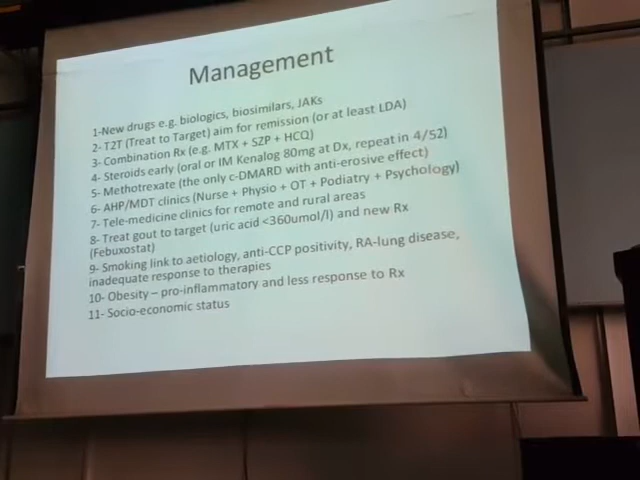 Management
1-New drugs e.g. biologics, biosimilars, JAKs
2- T2T (Treat to Target) aim for remission (or at least LDA)
3- Combination Rx (e.g. MTX + SZP + HCQ)
4- Steroids early (oral or IM Kenalog 80mg at Dx, repeat in 4/52)
5- Methotrexate (the only c-DMARD with anti-erosive effect)
6- AHP/MDT clinics (Nurse + Physio + OT + Podiatry + Psychology)
7- Tele-medicine clinics for remote and rural areas
8- Treat gout to target (uric acid <360umol/l) and new Rx
(Febuxostat)
9- Smoking link to aetiology, anti-CCP positivity, RA-lung disease,
inadequate response to therapies
10- Obesity – pro-inflammatory and less response to Rx
11- Socio-economic status